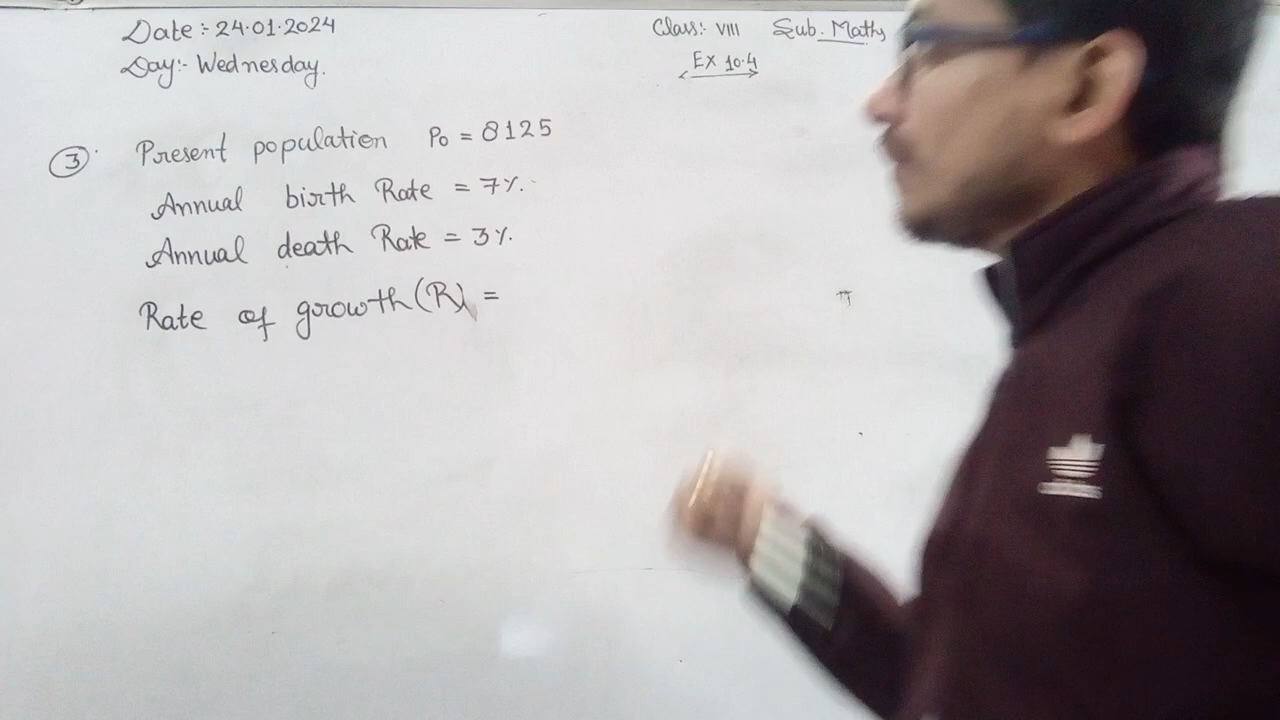 Date :- 24.01.2024
Class:- VIII Sub. Maths
Day:- Wednesday.
EX 10.4
3. Present population P0 = 8125
Annual birth Rate = 7%.
Annual death Rate = 3%.
Rate of growth (R) =
π